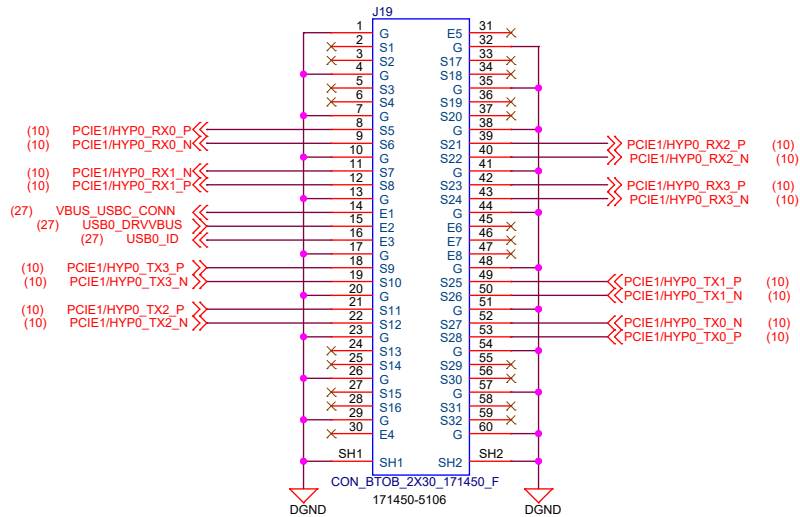 J19
1 G E5 31
2 S1 G 32
3 S2 S17 33
4 G S18 34
5 S3 G 35
6 S4 S19 36
7 G S20 37
(10) PCIE1/HYP0_RX0_P 8 S5 G 38
(10) PCIE1/HYP0_RX0_N 9 S6 S21 39 PCIE1/HYP0_RX2_P (10)
10 G S22 40 PCIE1/HYP0_RX2_N (10)
(10) PCIE1/HYP0_RX1_N 11 S7 G 41
(10) PCIE1/HYP0_RX1_P 12 S8 S23 42 PCIE1/HYP0_RX3_P (10)
13 G S24 43 PCIE1/HYP0_RX3_N (10)
(27) VBUS_USBC_CONN 14 E1 G 44
(27) USB0_DRVVBUS 15 E2 E6 45
(27) USB0_ID 16 E3 E7 46
17 G E8 47
(10) PCIE1/HYP0_TX3_P 18 S9 G 48
(10) PCIE1/HYP0_TX3_N 19 S10 S25 49 PCIE1/HYP0_TX1_P (10)
20 G S26 50 PCIE1/HYP0_TX1_N (10)
(10) PCIE1/HYP0_TX2_P 21 S11 G 51
(10) PCIE1/HYP0_TX2_N 22 S12 S27 52 PCIE1/HYP0_TX0_N (10)
23 G S28 53 PCIE1/HYP0_TX0_P (10)
24 S13 G 54
25 S14 S29 55
26 G S30 56
27 S15 G 57
28 S16 S31 58
29 G S32 59
30 E4 G 60
SH1 SH1 SH2 SH2
CON_BTOB_2X30_171450_F
171450-5106
DGND DGND